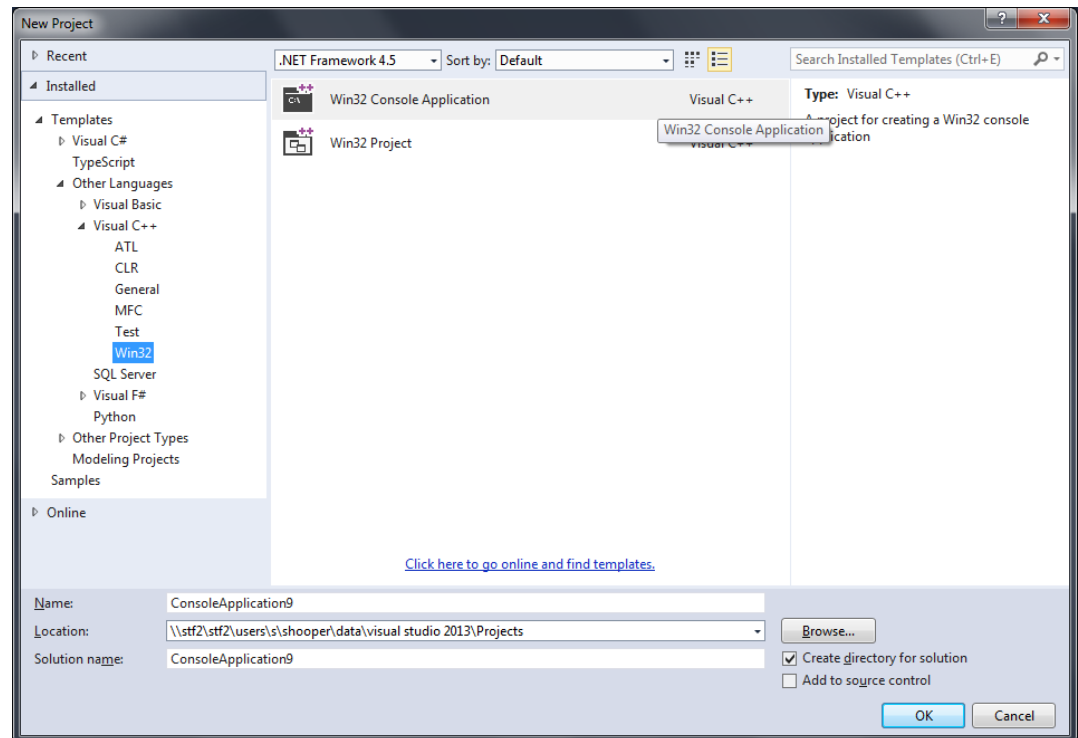 New Project
Recent
Installed
Templates
Visual C#
TypeScript
Other Languages
Visual Basic
Visual C++
ATL
CLR
General
MFC
Test
Win32
SQL Server
Visual F#
Python
Other Project Types
Modeling Projects
Samples
Online
.NET Framework 4.5 Sort by: Default
Win32 Console Application Visual C++
Win32 Project Visual C++
Win32 Console Application
Click here to go online and find templates.
Search Installed Templates (Ctrl+E)
Type: Visual C++
A project for creating a Win32 console
Name: ConsoleApplication9
Location: \\stf2\stf2\users\s\shooper\data\visual studio 2013\Projects
Browse...
Solution name: ConsoleApplication9
Create directory for solution
Add to source control
OK Cancel